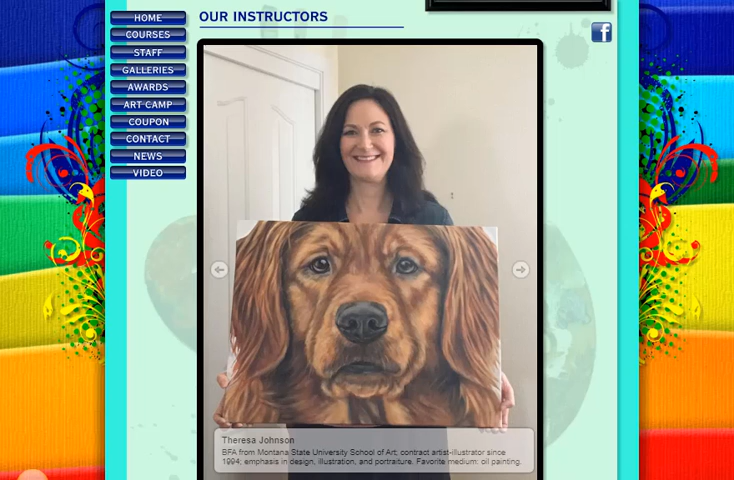 HOME
COURSES
STAFF
GALLERIES
AWARDS
ART CAMP
COUPON
CONTACT
NEWS
VIDEO
OUR INSTRUCTORS
f
Theresa Johnson
BFA from Montana State University School of Art; contract artist-illustrator since
1994; emphasis in design, illustration, and portraiture. Favorite medium: oil painting.